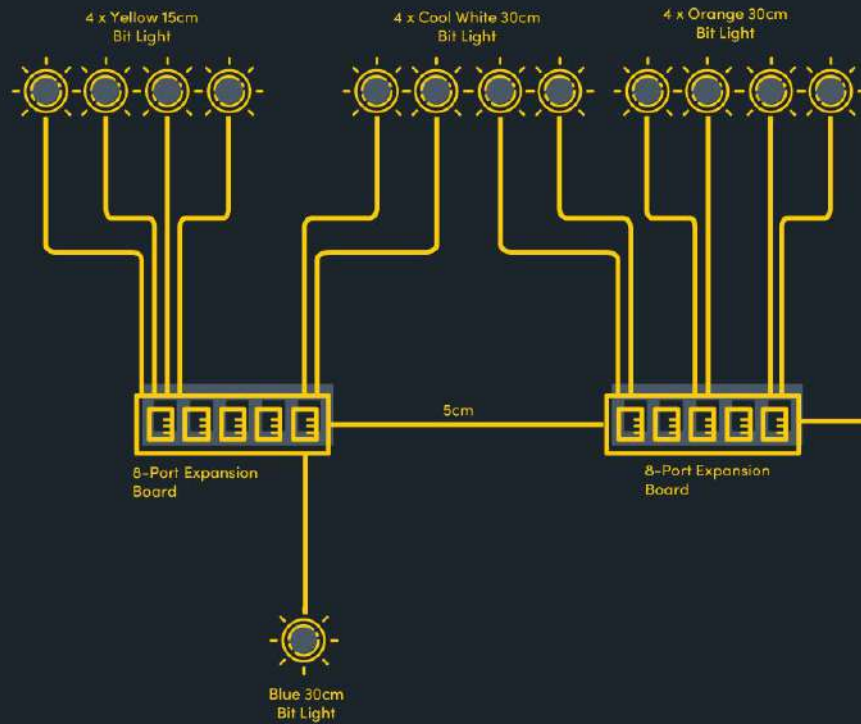 4 x Yellow 15cm
Bit Light
4 x Cool White 30cm
Bit Light
4 x Orange 30cm
Bit Light
5cm
8-Port Expansion
Board
8-Port Expansion
Board
Blue 30cm
Bit Light